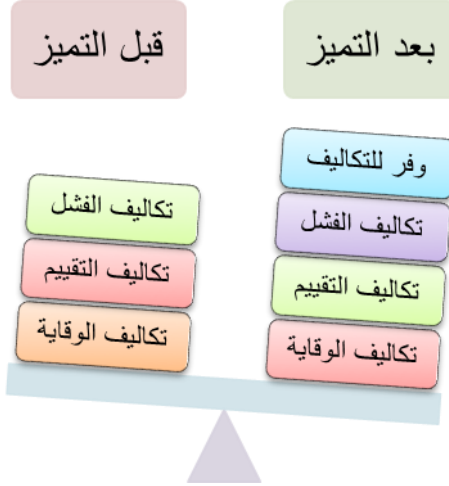 بعد التميز
قبل التميز
وفر للتكاليف
تكاليف الفشل
تكاليف التقييم
تكاليف الوقاية
تكاليف الفشل
تكاليف التقييم
تكاليف الوقاية